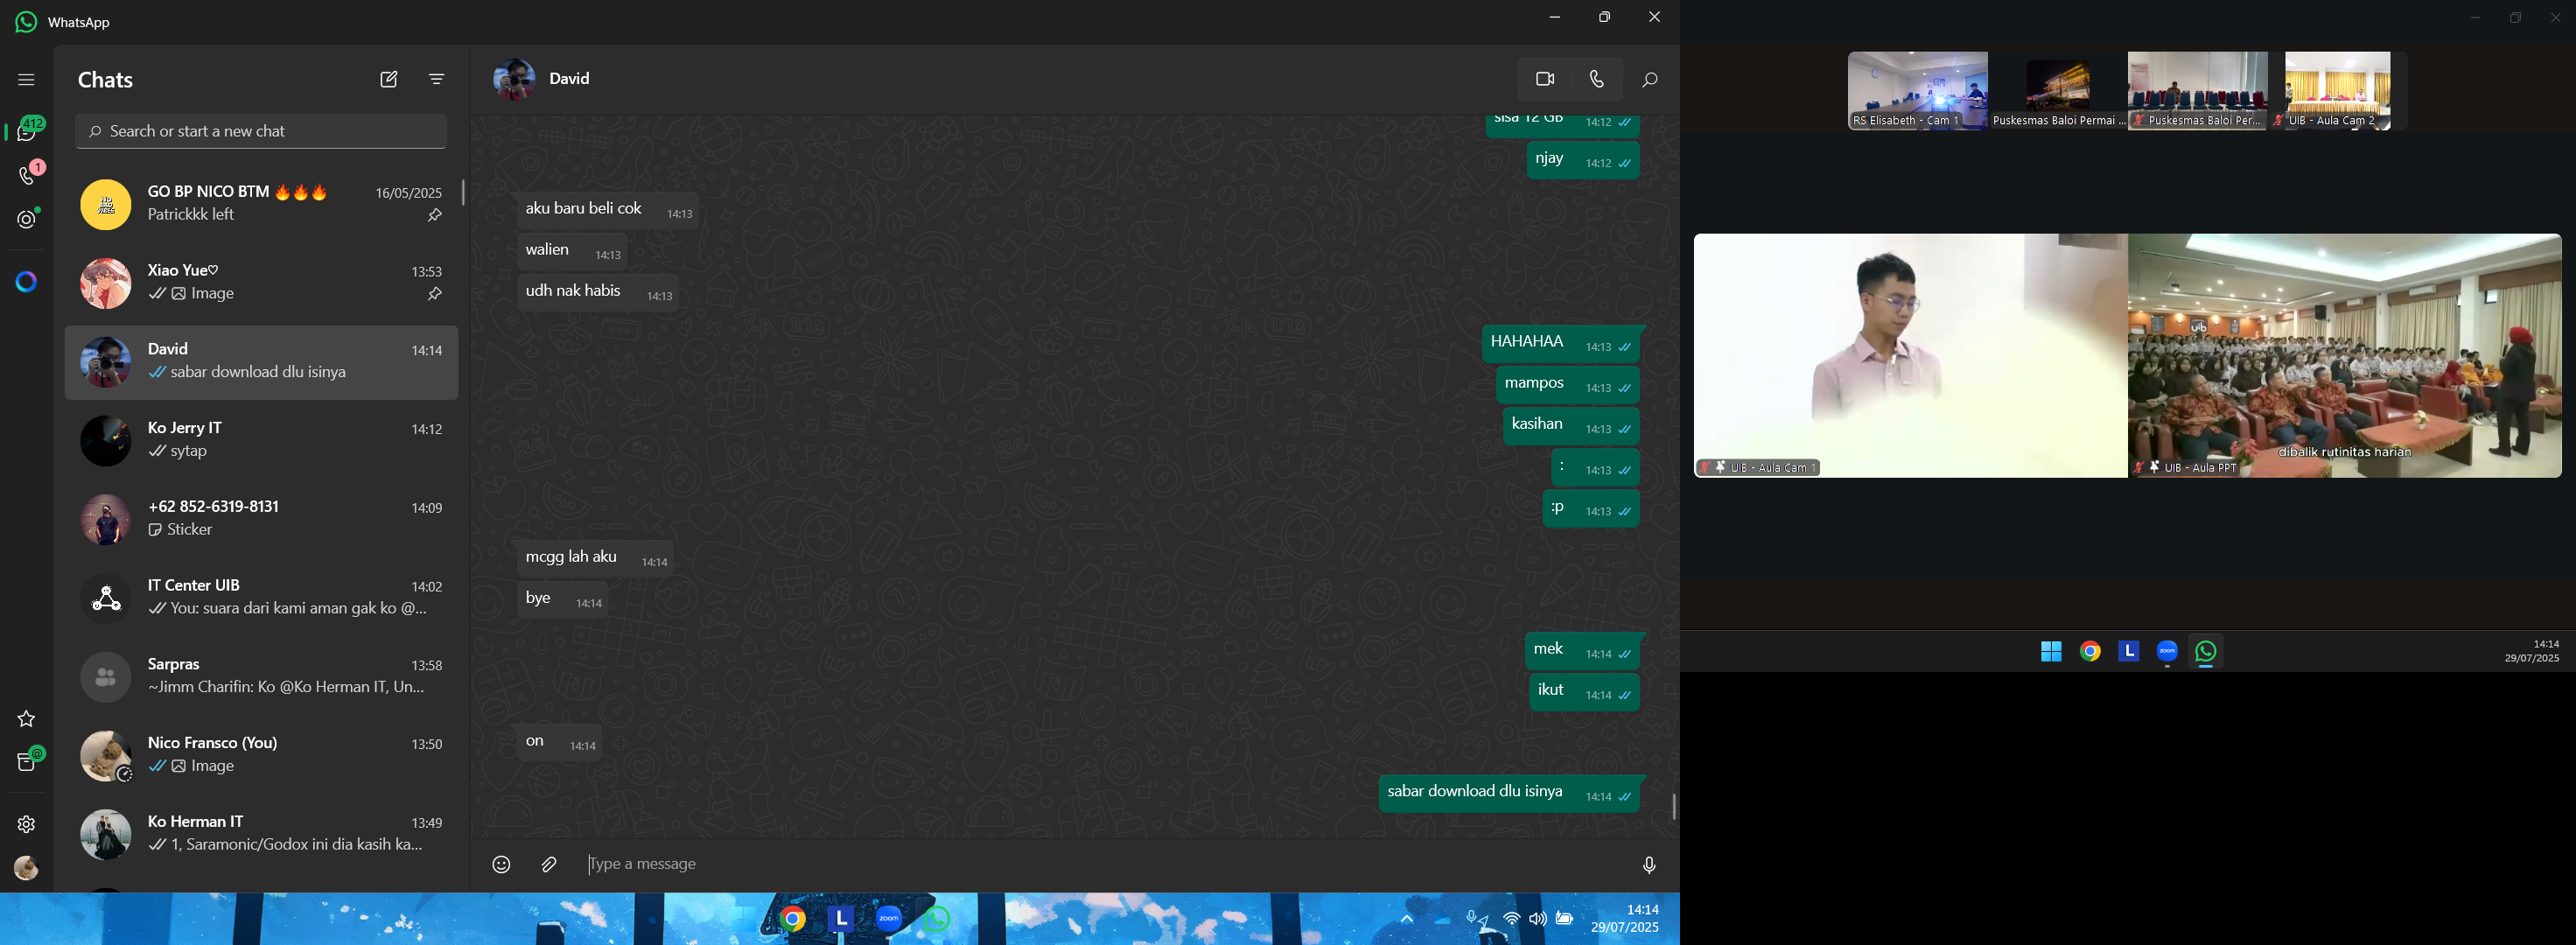 WhatsApp
Chats
412
1
@
Search or start a new chat
GO BP NICO BTM 🔥🔥🔥 16/05/2025
Patrickkk left
Xiao Yue♡ 13:53
Image
David 14:14
sabar download dlu isinya
Ko Jerry IT 14:12
sytap
+62 852-6319-8131 14:09
Sticker
IT Center UIB 14:02
You: suara dari kami aman gak ko @...
Sarpras 13:58
~Jimm Charifin: Ko @Ko Herman IT, Un...
Nico Fransco (You) 13:50
Image
Ko Herman IT 13:49
1, Saramonic/Godox ini dia kasih ka...
David
sisa 12 GB 14:12
njay 14:12
aku baru beli cok 14:13
walien 14:13
udh nak habis 14:13
HAHAHAA 14:13
mampos 14:13
kasihan 14:13
: 14:13
:p 14:13
mcgg lah aku 14:14
bye 14:14
mek 14:14
ikut 14:14
on 14:14
sabar download dlu isinya 14:14
Type a message
L
zoom
14:14
29/07/2025
RS Elisabeth - Cam 1
Puskesmas Baloi Permai ...
Puskesmas Baloi Per...
UIB - Aula Cam 2
UIB - Aula Cam 1
uib
dibalik rutinitas harian
UIB - Aula PPT
L
zoom
14:14
29/07/2025